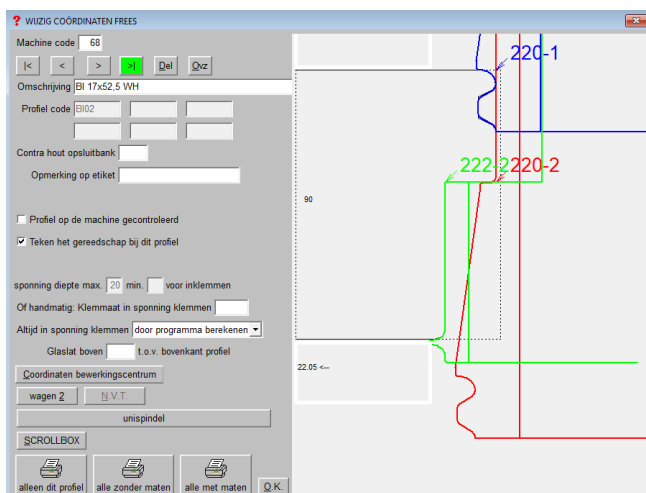 ? WIJZIG COÖRDINATEN FREES
Machine code 68
|< < > >| Del Ovz
Omschrijving BI 17x52,5 WH
Profiel code BI02
Contra hout opsluitbank
Opmerking op etiket
Profiel op de machine gecontroleerd
Teken het gereedschap bij dit profiel
sponning diepte max. 20 min. voor inklemmen
Of handmatig: Klemmaat in sponning klemmen
Altijd in sponning klemmen door programma berekenen
Glaslat boven t.o.v. bovenkant profiel
Coordinaten bewerkingscentrum
wagen 2 N.V.T.
unispindel
SCROLLBOX
alleen dit profiel alle zonder maten alle met maten O.K.
220-1
222-2 220-2
90
22.05 <--